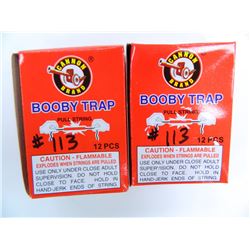 CANNON
BRAND
®
BOOBY TRAP
PULL STRING
# 113
12 PCS
CAUTION - FLAMMABLE
EXPLODES WHEN STRINGS ARE PULLED
USE ONLY UNDER CLOSE ADULT
SUPERVISION. DO NOT HOLD
CLOSE TO FACE. HOLD IN
HAND-JERK ENDS OF STRING
CANNON
BRAND
®
BOOBY TRAP
PULL STRING
# 113
12 PCS
CAUTION - FLAMMABLE
EXPLODES WHEN STRINGS ARE PULLED
USE ONLY UNDER CLOSE ADULT
SUPERVISION. DO NOT HOLD
CLOSE TO FACE. HOLD IN
HAND-JERK ENDS OF STRING